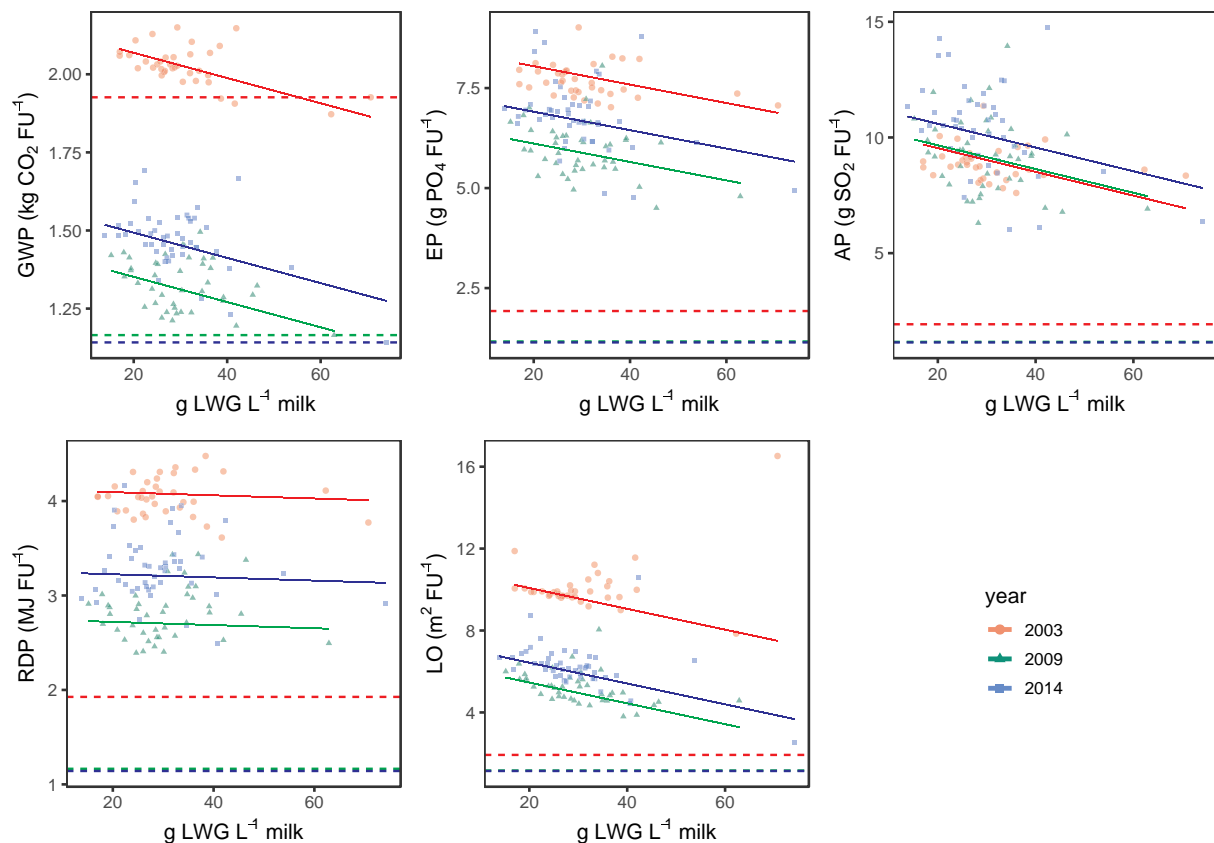 GWP (kg CO₂ FU⁻¹)
2.00
1.75
1.50
1.25
20 40 60
g LWG L⁻¹ milk
EP (g PO₄ FU⁻¹)
7.5
5.0
2.5
20 40 60
g LWG L⁻¹ milk
AP (g SO₂ FU⁻¹)
15
10
5
20 40 60
g LWG L⁻¹ milk
RDP (MJ FU⁻¹)
4
3
2
1
20 40 60
g LWG L⁻¹ milk
LO (m² FU⁻¹)
16
12
8
4
20 40 60
g LWG L⁻¹ milk
year
2003
2009
2014